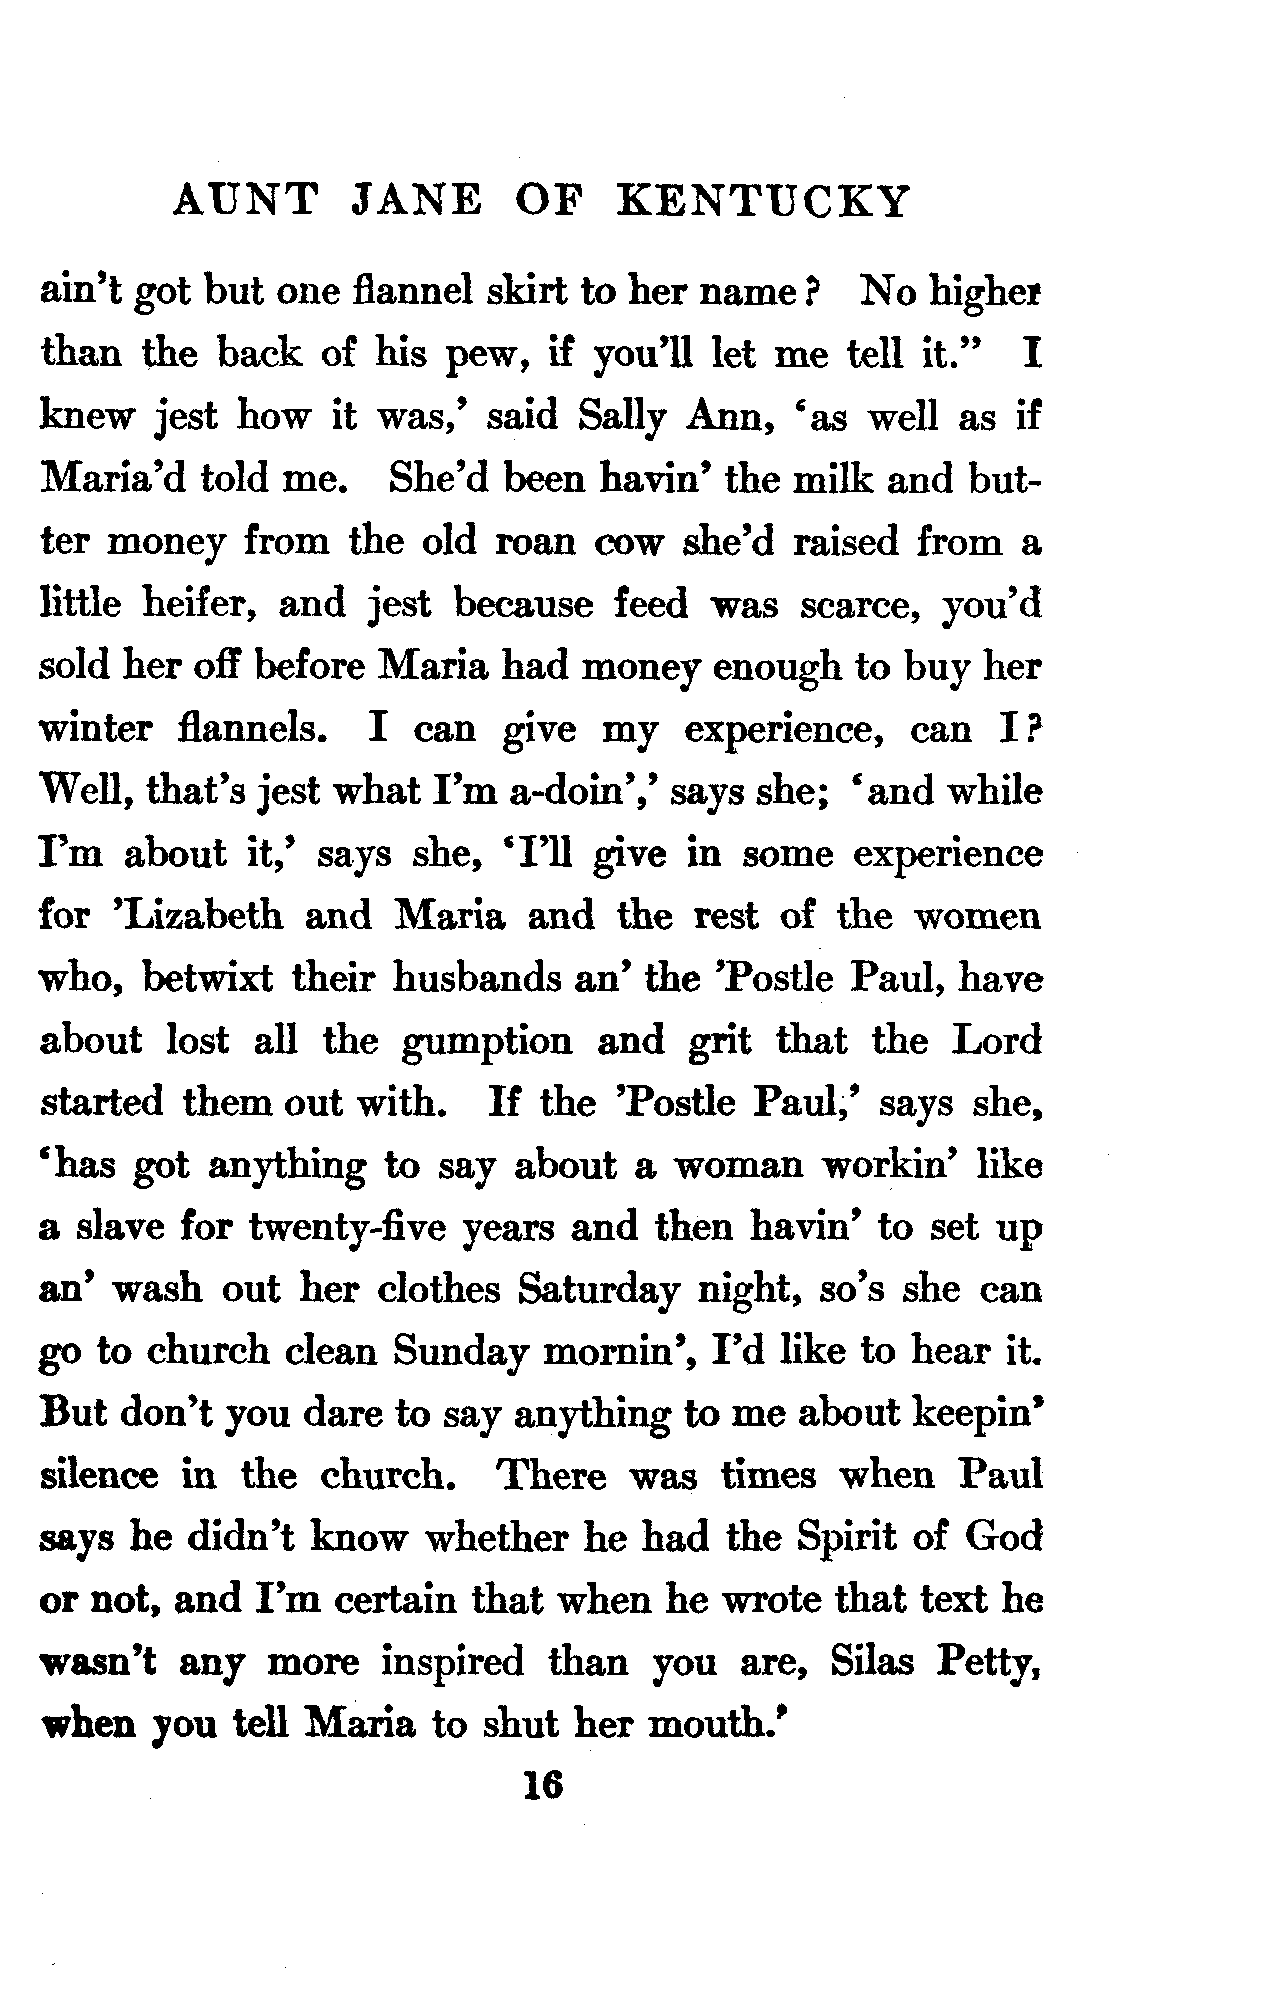 AUNT JANE OF KENTUCKY
ain't got but one flannel skirt to her name? No higher
than the back of his pew, if you'll let me tell it." I
knew jest how it was,' said Sally Ann, 'as well as if
Maria'd told me. She'd been havin' the milk and but-
ter money from the old roan cow she'd raised from a
little heifer, and jest because feed was scarce, you'd
sold her off before Maria had money enough to buy her
winter flannels. I can give my experience, can I?
Well, that's jest what I'm a-doin',' says she; 'and while
I'm about it,' says she, 'I'll give in some experience
for 'Lizabeth and Maria and the rest of the women
who, betwixt their husbands an' the 'Postle Paul, have
about lost all the gumption and grit that the Lord
started them out with. If the 'Postle Paul,' says she,
'has got anything to say about a woman workin' like
a slave for twenty-five years and then havin' to set up
an' wash out her clothes Saturday night, so's she can
go to church clean Sunday mornin', I'd like to hear it.
But don't you dare to say anything to me about keepin'
silence in the church. There was times when Paul
says he didn't know whether he had the Spirit of God
or not, and I'm certain that when he wrote that text he
wasn't any more inspired than you are, Silas Petty,
when you tell Maria to shut her mouth.'
16